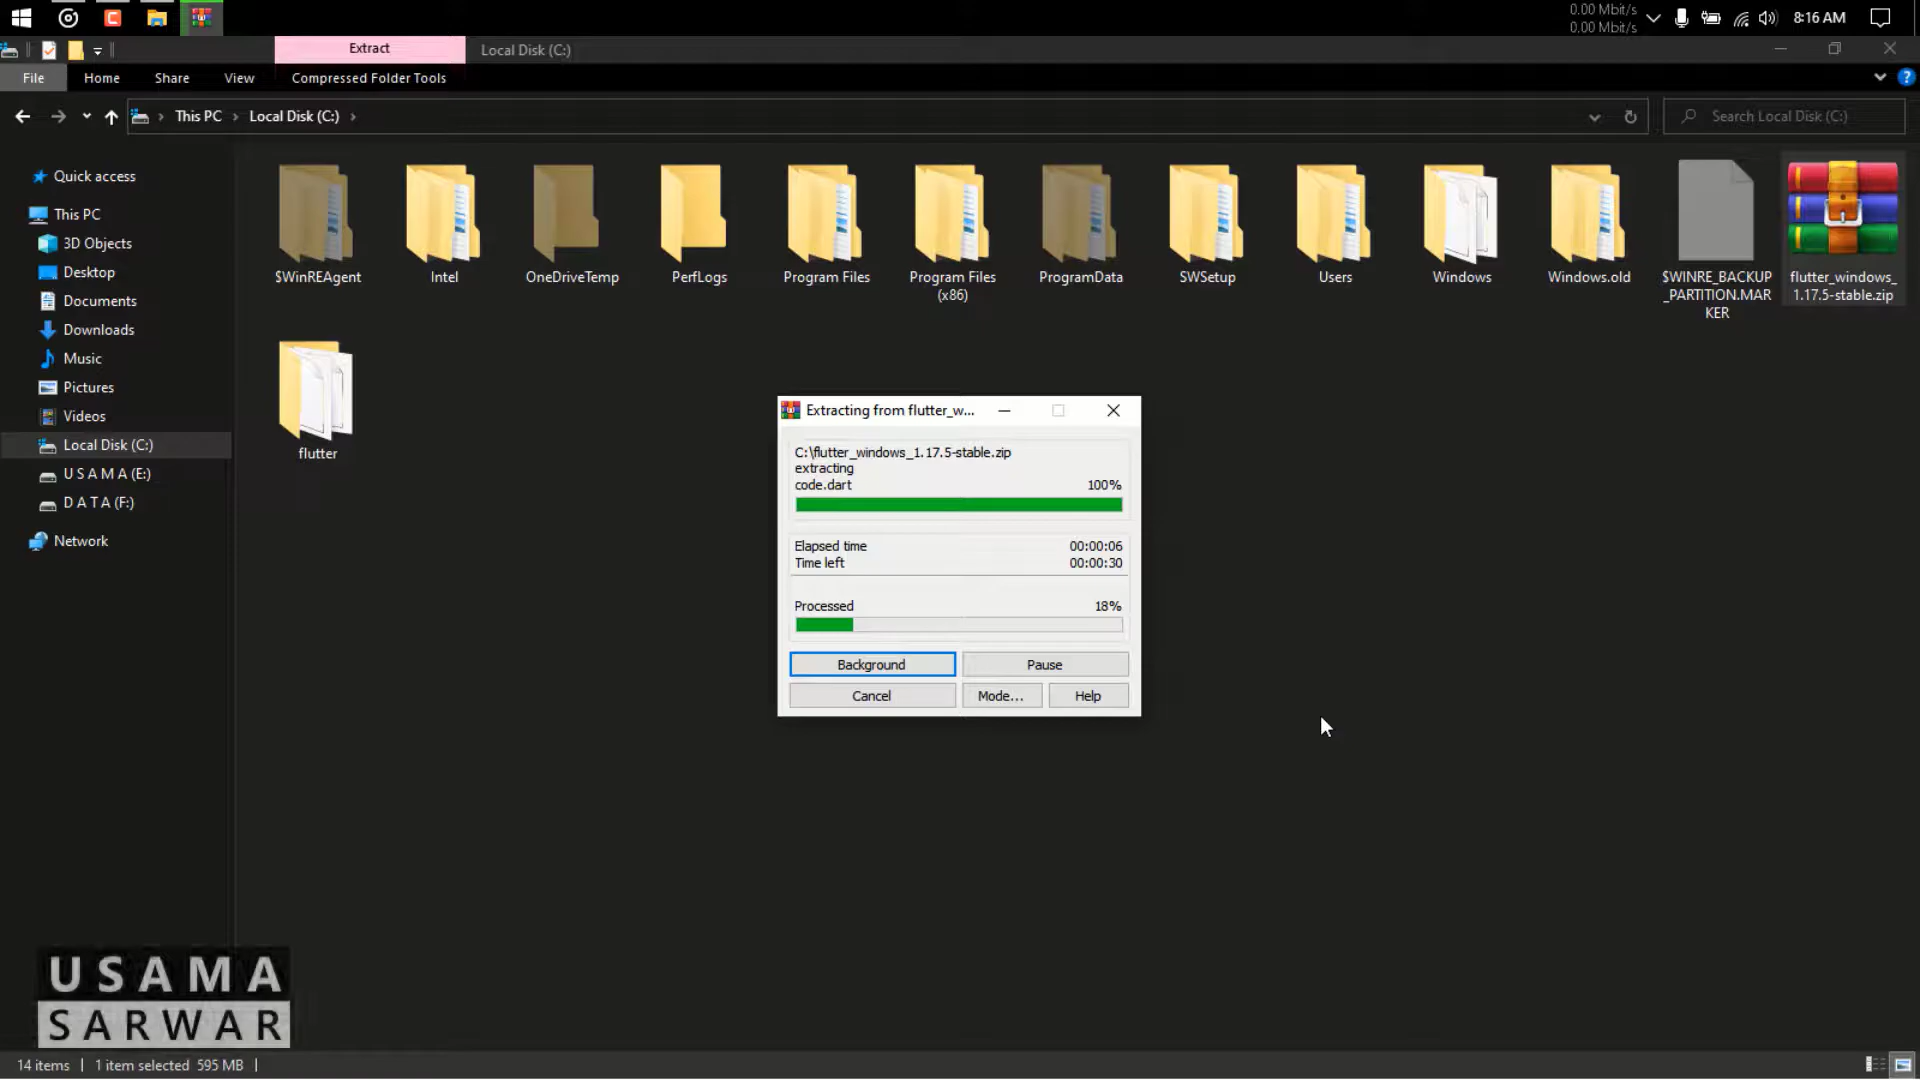 0.00 Mbit/s
0.00 Mbit/s
8:16 AM
Extract
Local Disk (C:)
File
Home
Share
View
Compressed Folder Tools
This PC
Local Disk (C:)
Search Local Disk (C:)
Quick access
This PC
3D Objects
Desktop
Documents
Downloads
Music
Pictures
Videos
Local Disk (C:)
U S A M A (E:)
D A T A (F:)
Network
$WinREAgent
Intel
OneDriveTemp
PerfLogs
Program Files
Program Files
(x86)
ProgramData
SWSetup
Users
Windows
Windows.old
$WINRE_BACKUP
_PARTITION.MAR
KER
flutter_windows_
1.17.5-stable.zip
flutter
Extracting from flutter_w...
C:\flutter_windows_1.17.5-stable.zip
extracting
code.dart 100%
Elapsed time 00:00:06
Time left 00:00:30
Processed 18%
Background
Pause
Cancel
Mode...
Help
USAMA
SARWAR
14 items
1 item selected 595 MB